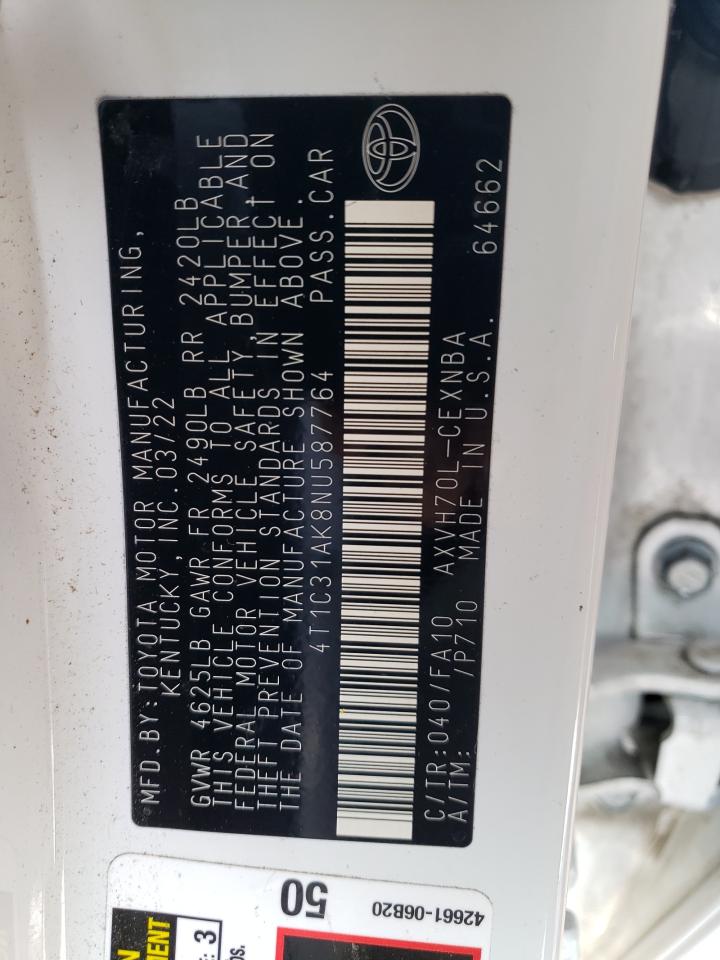 MFD.BY:TOYOTA MOTOR MANUFACTURING,
KENTUCKY, INC.03/22
GVWR 4625LB GAWR FR 2490LB RR 2420LB
THIS VEHICLE CONFORMS TO ALL APPLICABLE
FEDERAL MOTOR VEHICLE SAFETY, BUMPER, AND
THEFT PREVENTION STANDARDS IN EFFECT ON
THE DATE OF MANUFACTURE SHOWN ABOVE.
4T1C31AK8NU587764 PASS.CAR
C/TR:040/FA10 AXVH70L-CEXNBA
A/TM: /P710 MADE IN U.S.A. 64662
50
42661-06B20
3